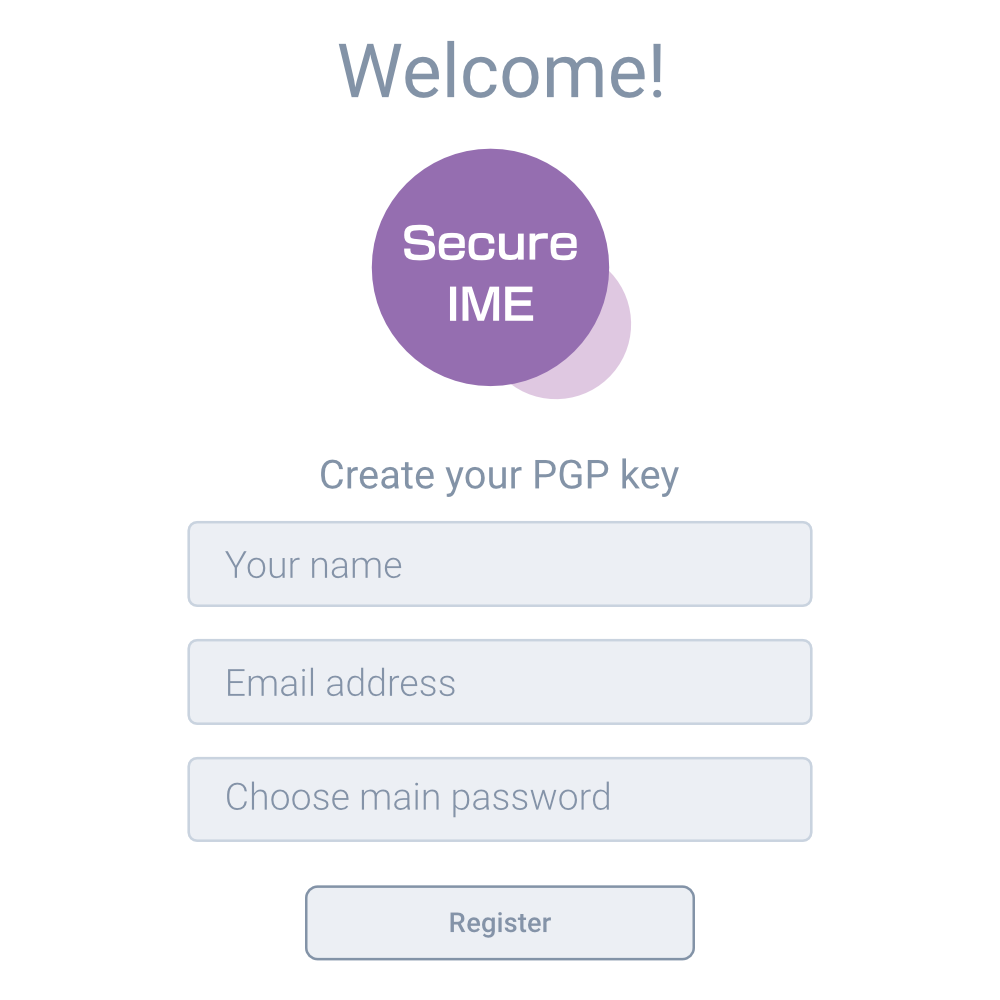 Welcome!
Secure
IME
Create your PGP key
Your name
Email address
Choose main password
Register